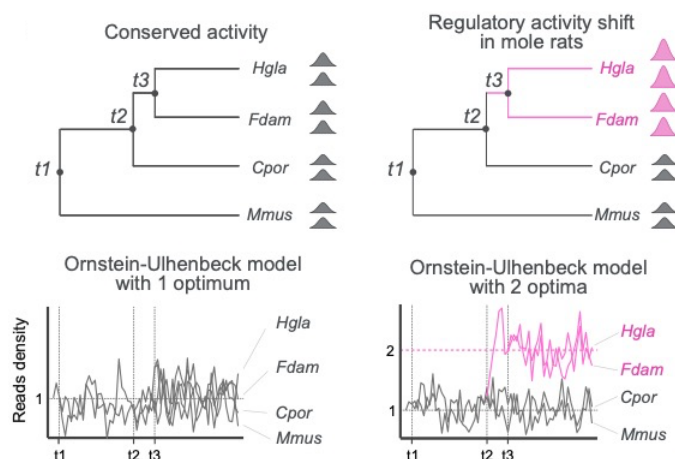 Conserved activity
Hgla
Fdam
Cpor
Mmus
t3
t2
t1
Regulatory activity shift
in mole rats
Hgla
Fdam
Cpor
Mmus
t3
t2
t1
Ornstein-Ulhenbeck model
with 1 optimum
Reads density
1
Hgla
Fdam
Cpor
Mmus
t1 t2 t3
Ornstein-Ulhenbeck model
with 2 optima
2
1
Hgla
Fdam
Cpor
Mmus
t1 t2 t3